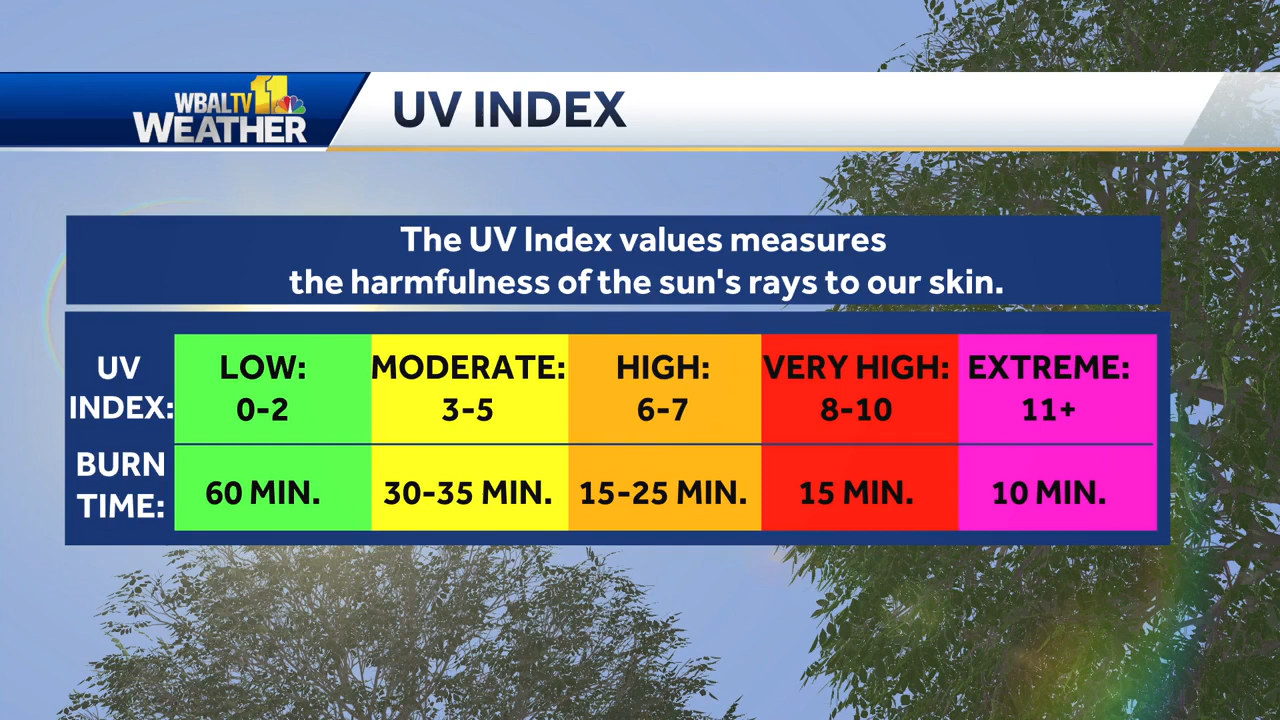 WBALTV 11
WEATHER
UV INDEX
The UV Index values measures
the harmfulness of the sun's rays to our skin.
UV INDEX:
LOW: 0-2
MODERATE: 3-5
HIGH: 6-7
VERY HIGH: 8-10
EXTREME: 11+
BURN TIME:
60 MIN.
30-35 MIN.
15-25 MIN.
15 MIN.
10 MIN.